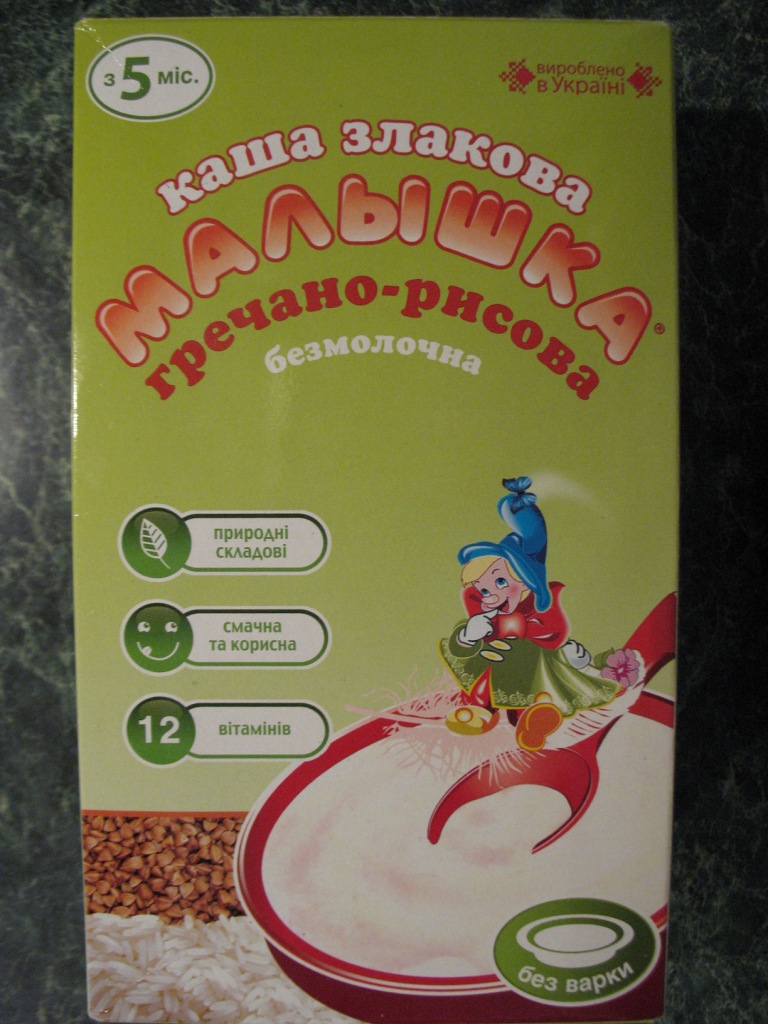 з 5 міс.
вироблено
в Україні
каша злакова
МАЛЫШКА®
гречано-рисова
безмолочна
природні
складові
смачна
та корисна
12 вітамінів
без варки